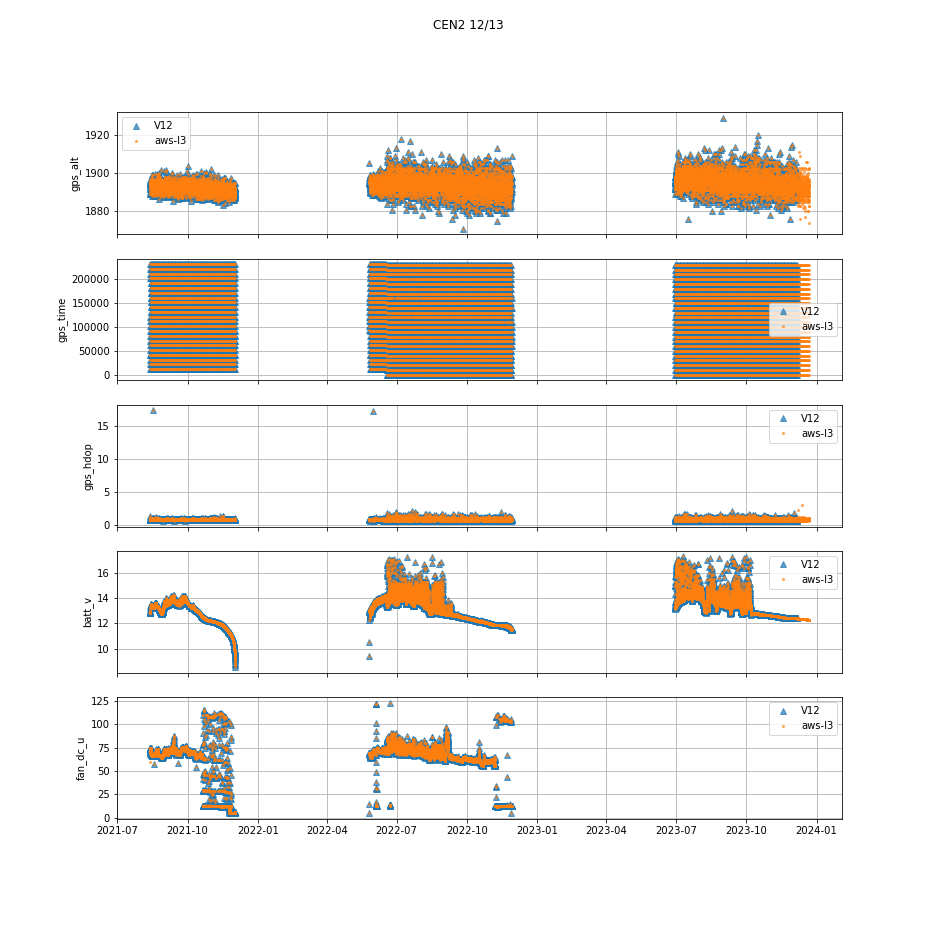 CEN2 12/13
V12
aws-l3
gps_alt
1920
1900
1880
gps_time
200000
150000
100000
50000
0
V12
aws-l3
gps_hdop
15
10
5
0
V12
aws-l3
batt_v
16
14
12
10
V12
aws-l3
fan_dc_u
125
100
75
50
25
0
V12
aws-l3
2021-07 2021-10 2022-01 2022-04 2022-07 2022-10 2023-01 2023-04 2023-07 2023-10 2024-01